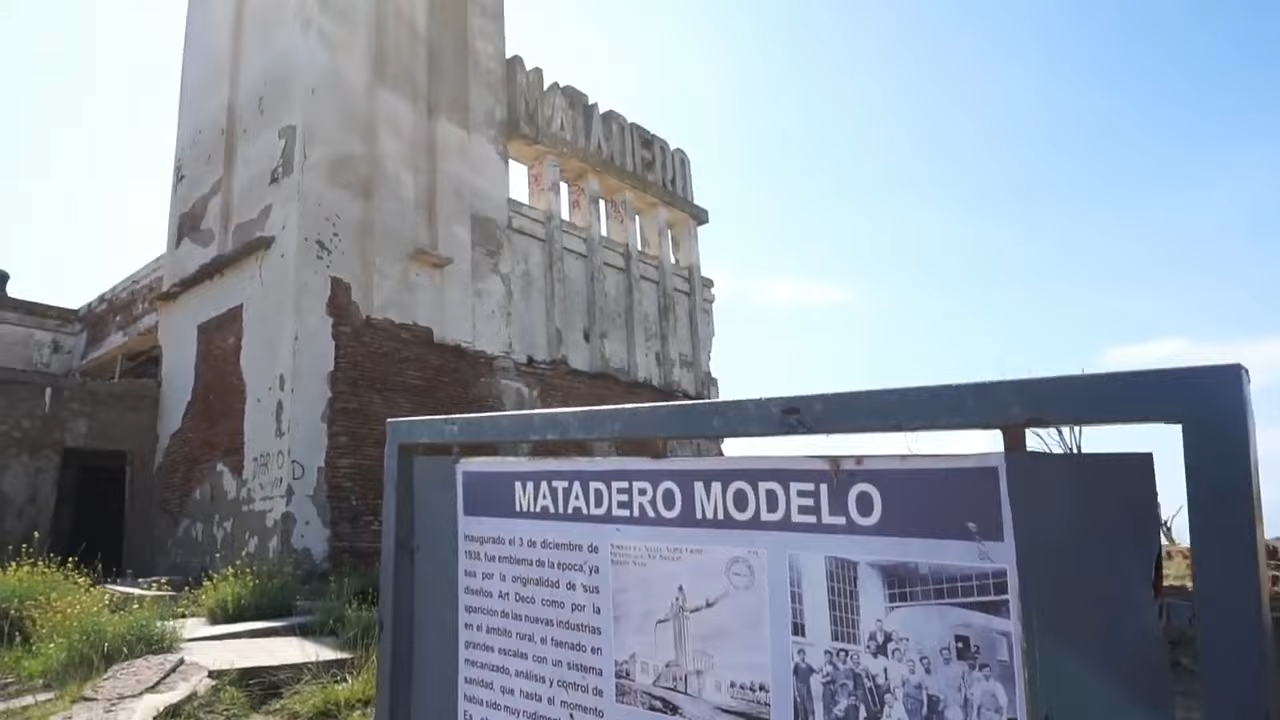 MATADERO
DARIO D
MATADERO MODELO
Inaugurado el 3 de diciembre de
1938, fue emblema de la época, ya
sea por la originalidad de sus
diseños Art Decó como por la
aparición de las nuevas industrias
en el ámbito rural, el faenado en
grandes escalas con un sistema
mecanizado, análisis y control de
sanidad, que hasta el momento
había sido muy rudime